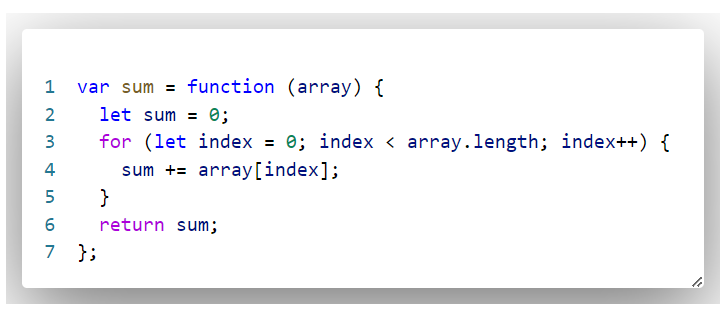 1 var sum = function (array) {
2   let sum = 0;
3   for (let index = 0; index < array.length; index++) {
4     sum += array[index];
5   }
6   return sum;
7 };